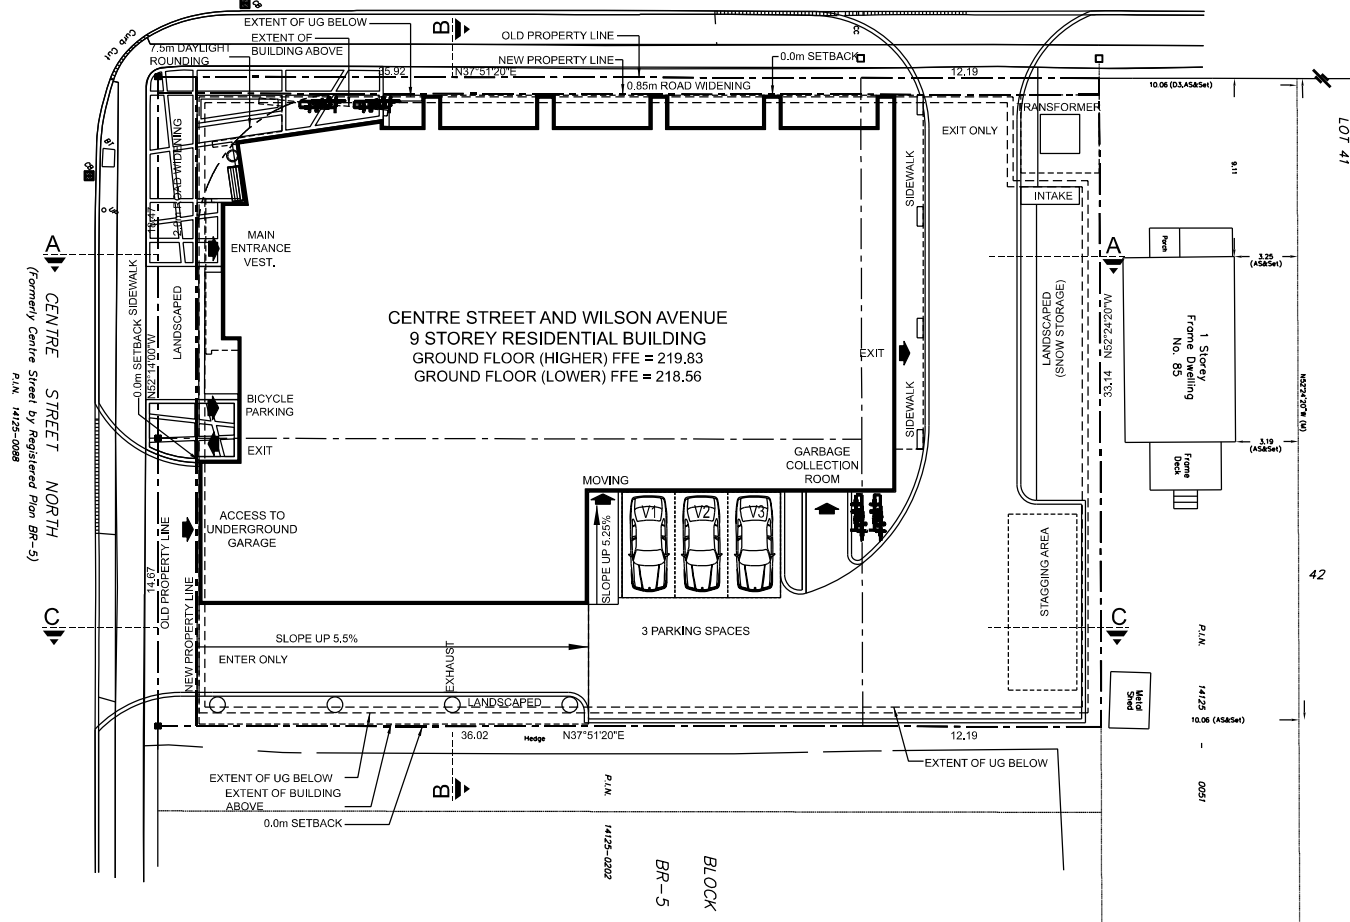 EXTENT OF UG BELOW
EXTENT OF
BUILDING ABOVE
7.5m DAYLIGHT
ROUNDING
B
OLD PROPERTY LINE
NEW PROPERTY LINE
0.0m SETBACK
35.92
N37°51'20"E
0.85m ROAD WIDENING
12.19
10.06 (D3,AS&Set)
LOT 41
Curb Cut
CB
BT
CB
TRANSFORMER
EXIT ONLY
9.11
INTAKE
SIDEWALK
LANDSCAPED
(SNOW STORAGE)
A
A
MAIN
ENTRANCE
VEST.
Porch
3.25
(AS&Set)
1 Storey
Frame Dwelling
No. 85
N52°24'20"W (M)
33.14 N52°24'20"W
3.19
(AS&Set)
Frame
Deck
CENTRE STREET AND WILSON AVENUE
9 STOREY RESIDENTIAL BUILDING
GROUND FLOOR (HIGHER) FFE = 219.83
GROUND FLOOR (LOWER) FFE = 218.56
EXIT
SIDEWALK
SIDEWALK
0.0m SETBACK
LANDSCAPED
N52°14'00"W
BICYCLE
PARKING
EXIT
CENTRE STREET NORTH
(Formerly Centre Street by Registered Plan BR-5)
P.I.N. 14125-0088
ACCESS TO
UNDERGROUND
GARAGE
MOVING
GARBAGE
COLLECTION
ROOM
SLOPE UP 5.25%
V1
V2
V3
STAGGING AREA
42
14.67
OLD PROPERTY LINE
NEW PROPERTY LINE
C
C
SLOPE UP 5.5%
ENTER ONLY
3 PARKING SPACES
EXHAUST
LANDSCAPED
Metal
Shed
P.I.N. 14125 - 0051
10.06 (AS&Set)
36.02
Hedge
N37°51'20"E
12.19
EXTENT OF UG BELOW
EXTENT OF UG BELOW
EXTENT OF BUILDING
ABOVE
0.0m SETBACK
B
P.I.N. 14125-0202
BLOCK
BR-5